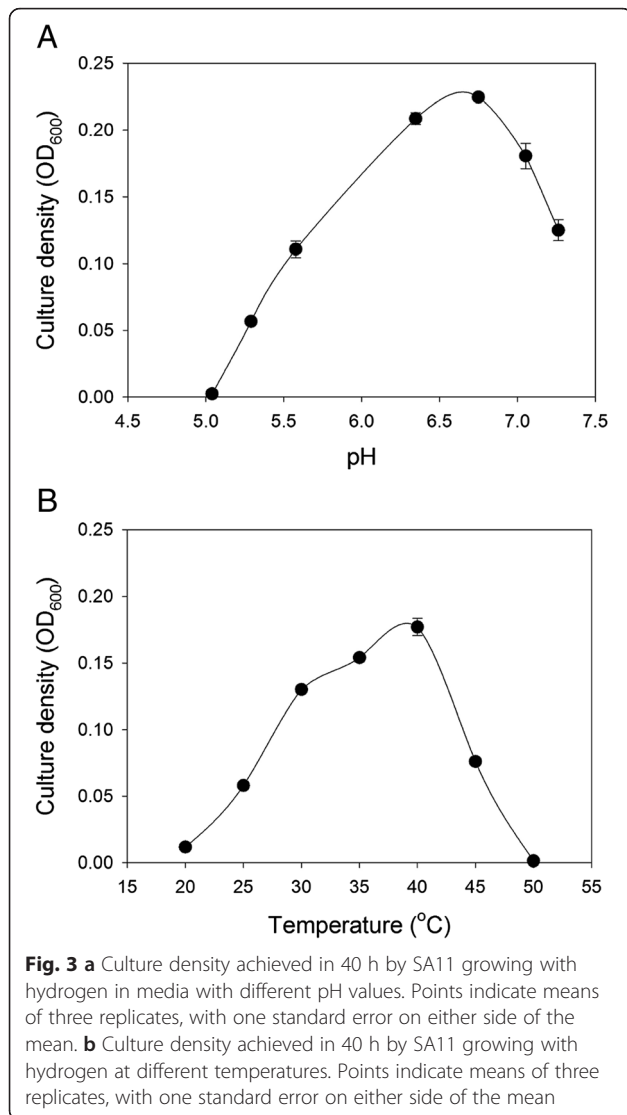 A
0.25
0.20
0.15
0.10
0.05
0.00
Culture density (OD600)
4.5 5.0 5.5 6.0 6.5 7.0 7.5
pH
B
0.25
0.20
0.15
0.10
0.05
0.00
Culture density (OD600)
15 20 25 30 35 40 45 50 55
Temperature (°C)
Fig. 3 a Culture density achieved in 40 h by SA11 growing with
hydrogen in media with different pH values. Points indicate means
of three replicates, with one standard error on either side of the
mean. b Culture density achieved in 40 h by SA11 growing with
hydrogen at different temperatures. Points indicate means of three
replicates, with one standard error on either side of the mean